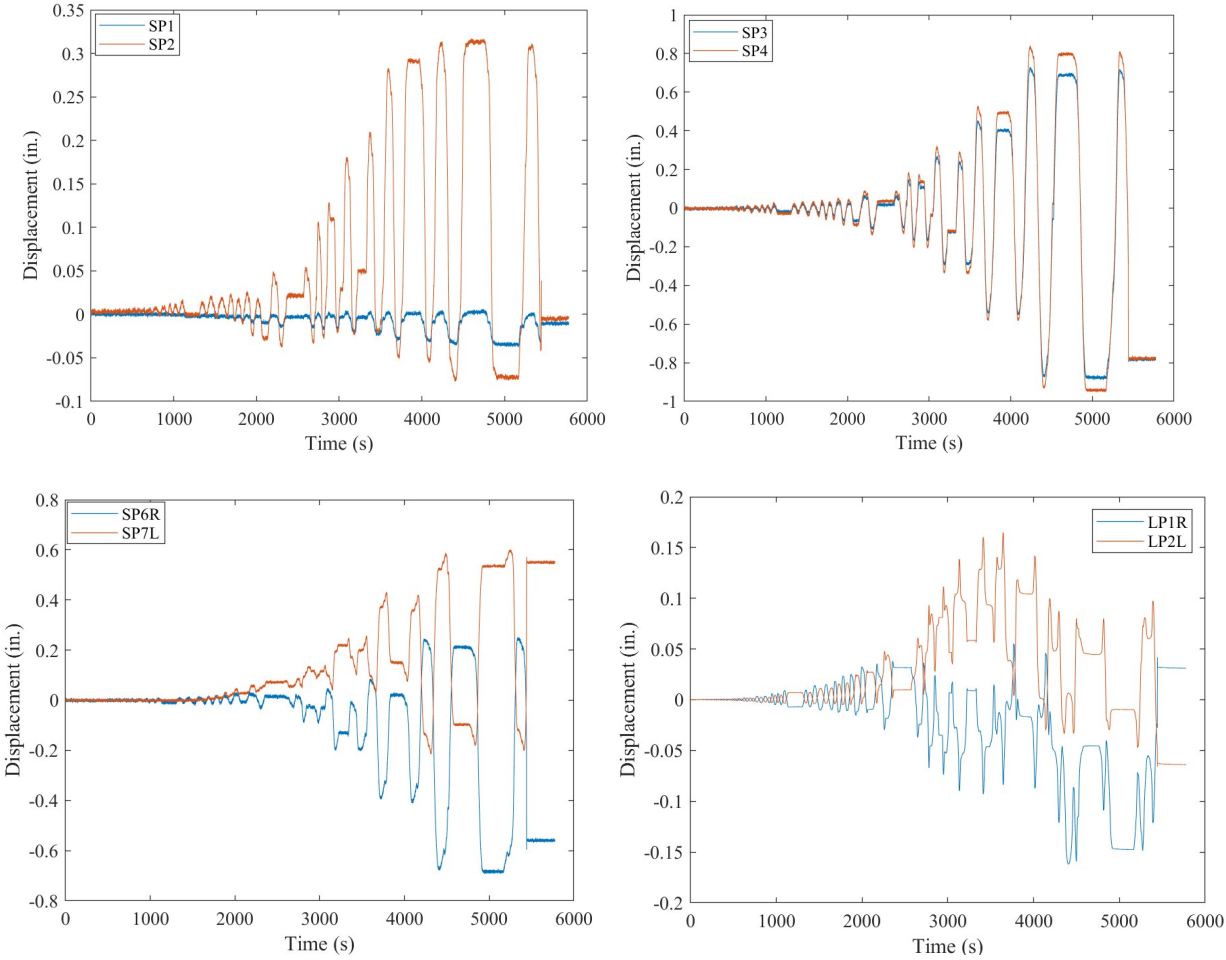 SP1
SP2
0.35
0.3
0.25
0.2
0.15
0.1
0.05
0
-0.05
-0.1
Displacement (in.)
0 1000 2000 3000 4000 5000 6000
Time (s)
SP3
SP4
1
0.8
0.6
0.4
0.2
0
-0.2
-0.4
-0.6
-0.8
-1
Displacement (in.)
0 1000 2000 3000 4000 5000 6000
Time (s)
SP6R
SP7L
0.8
0.6
0.4
0.2
0
-0.2
-0.4
-0.6
-0.8
Displacement (in.)
0 1000 2000 3000 4000 5000 6000
Time (s)
LP1R
LP2L
0.2
0.15
0.1
0.05
0
-0.05
-0.1
-0.15
-0.2
Displacement (in.)
0 1000 2000 3000 4000 5000 6000
Time (s)